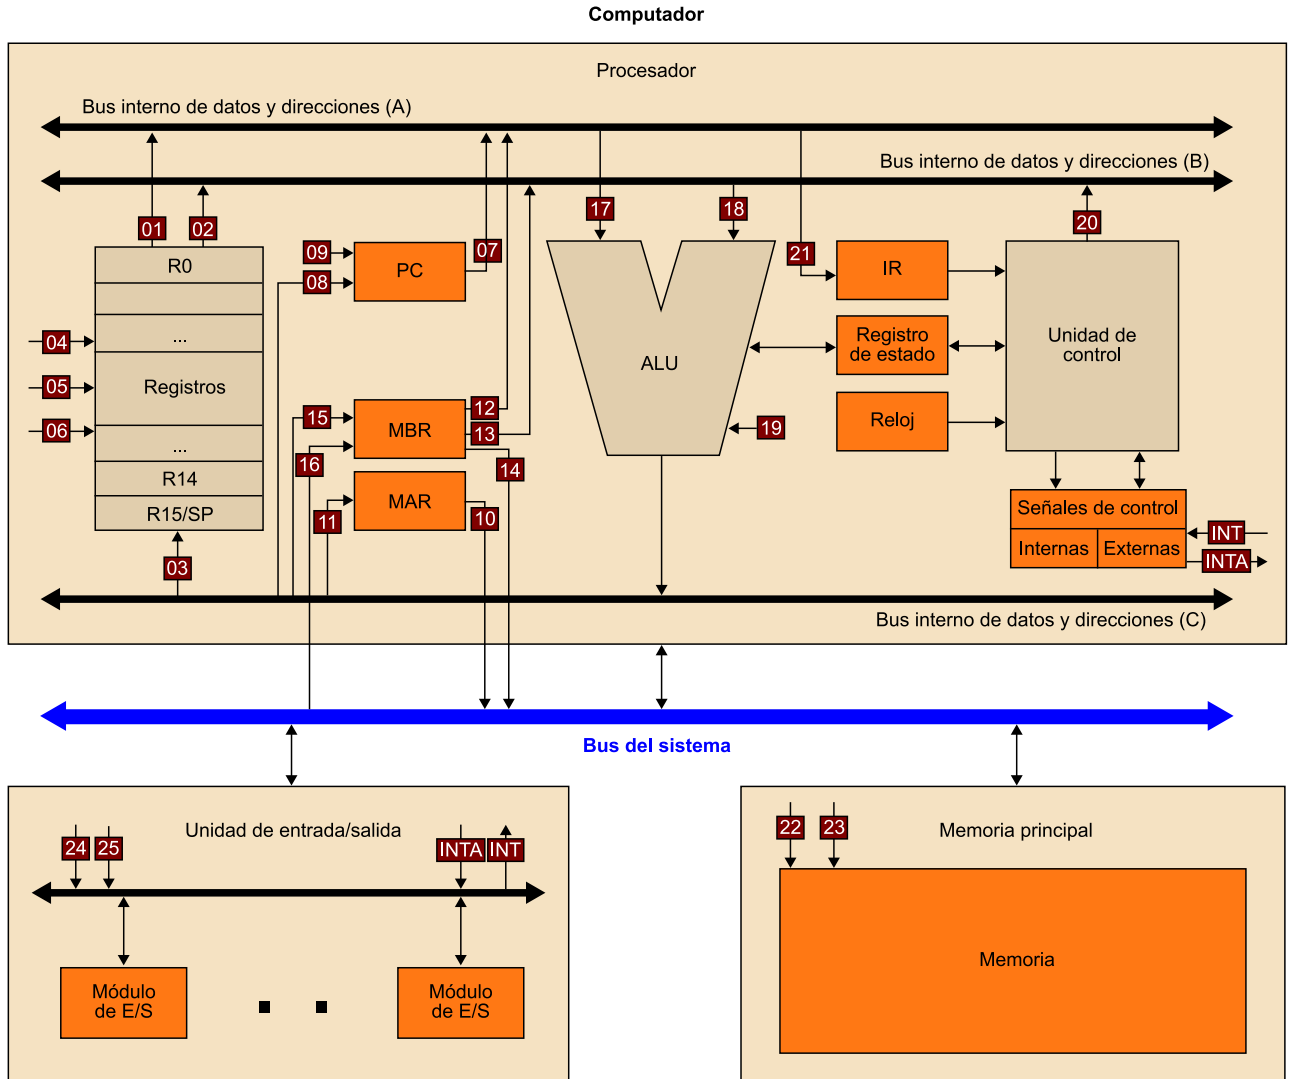 Computador
Procesador
Bus interno de datos y direcciones (A)
Bus interno de datos y direcciones (B)
01
02
17
18
20
09
07
21
08
R0
PC
IR
04
...
Registro
de estado
Unidad de
control
ALU
05
Registros
06
...
15
12
13
MBR
19
Reloj
16
14
R14
MAR
11
10
R15/SP
Señales de control
Internas
Externas
INT
INTA
03
Bus interno de datos y direcciones (C)
Bus del sistema
Unidad de entrada/salida
24
25
INTA
INT
Módulo
de E/S
Módulo
de E/S
Memoria principal
22
23
Memoria